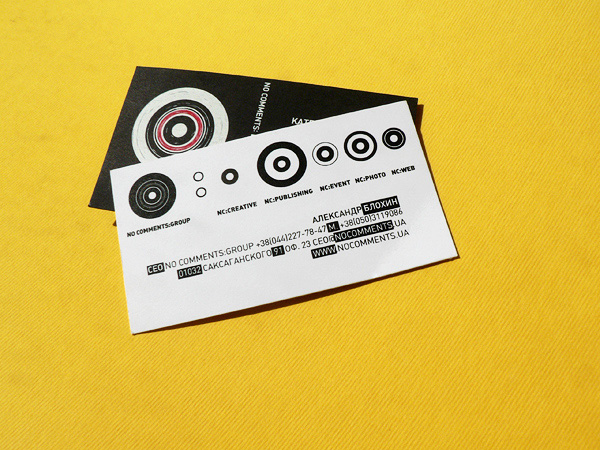 NO COMMENTS:
NO COMMENTS:GROUP
NC:CREATIVE NC:PUBLISHING NC:EVENT NC:PHOTO NC:WEB
АЛЕКСАНДР БЛОХИН
CEO NO COMMENTS:GROUP +38(044)227-78-47 М. +38(050)3119086
01032 САКСАГАНСКОГО 91 ОФ. 23 CEO@NOCOMMENTS.UA
WWW.NOCOMMENTS.UA